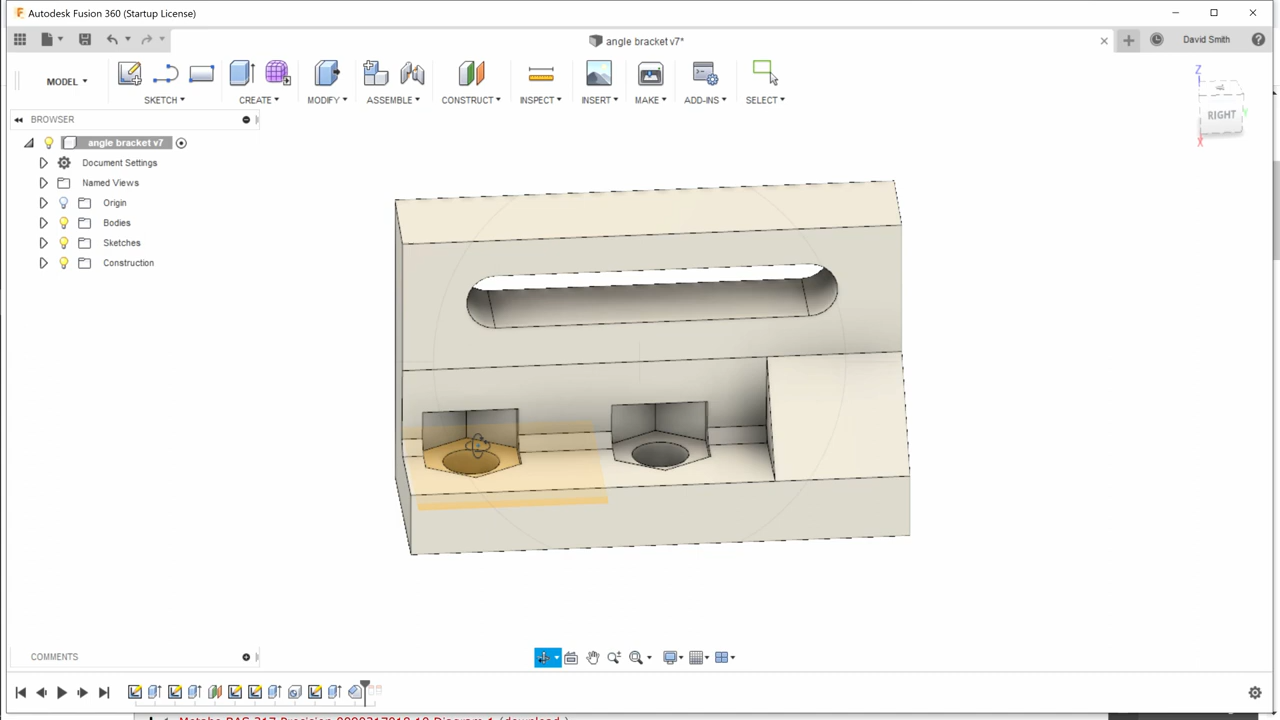 Autodesk Fusion 360 (Startup License)
angle bracket v7*
David Smith
MODEL
SKETCH
CREATE
MODIFY
ASSEMBLE
CONSTRUCT
INSPECT
INSERT
MAKE
ADD-INS
SELECT
BROWSER
angle bracket v7
Document Settings
Named Views
Origin
Bodies
Sketches
Construction
Z
RIGHT
Y
X
COMMENTS